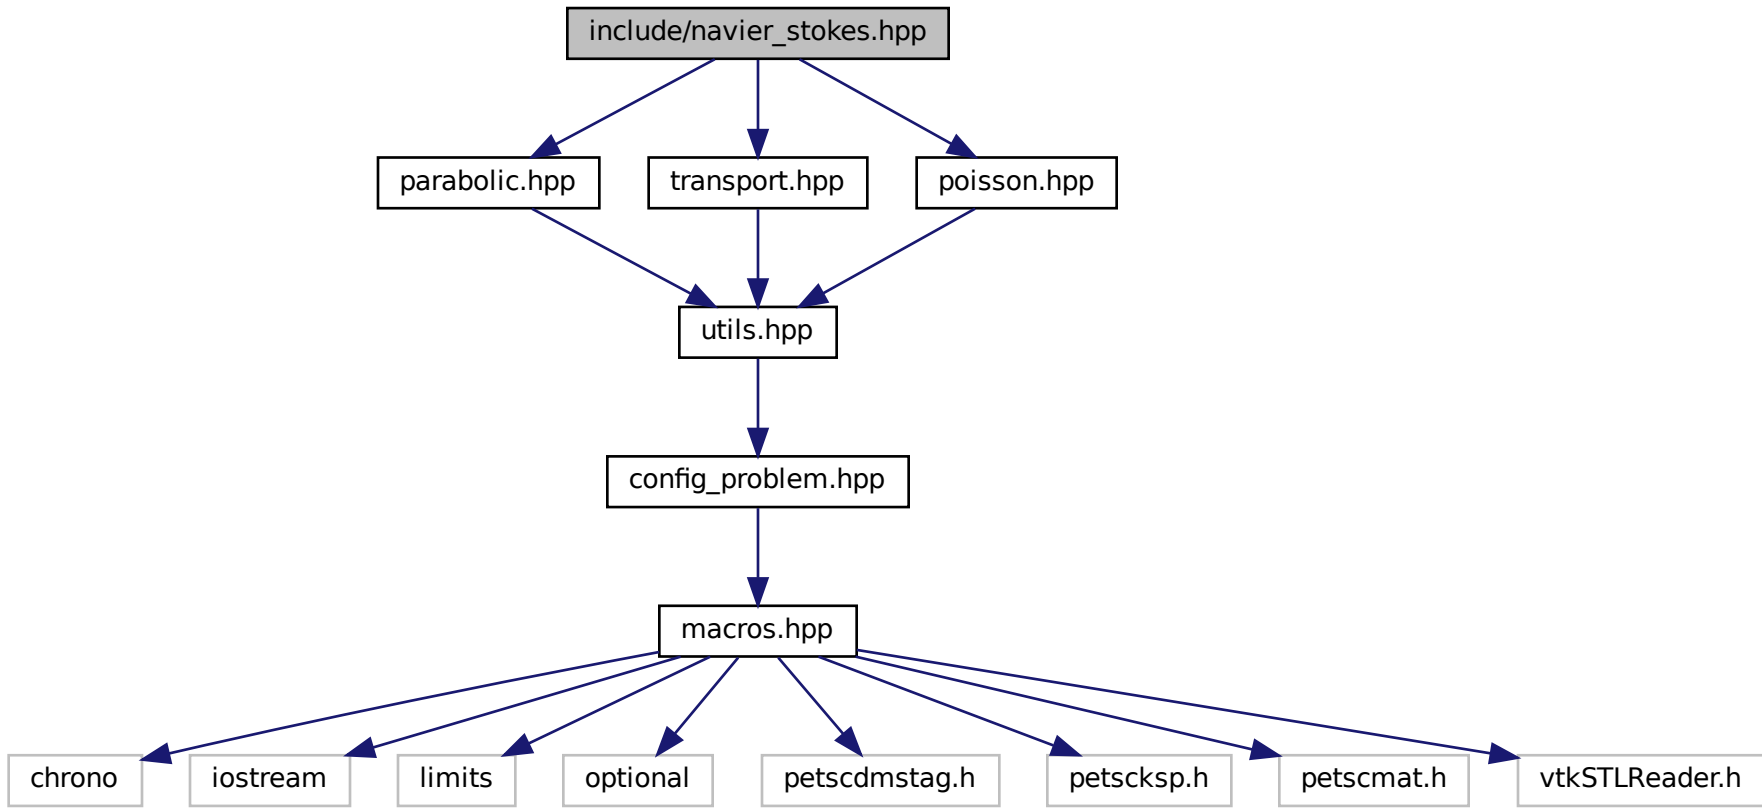 include/navier_stokes.hpp
parabolic.hpp
transport.hpp
poisson.hpp
utils.hpp
config_problem.hpp
macros.hpp
chrono
iostream
limits
optional
petscdmstag.h
petscksp.h
petscmat.h
vtkSTLReader.h